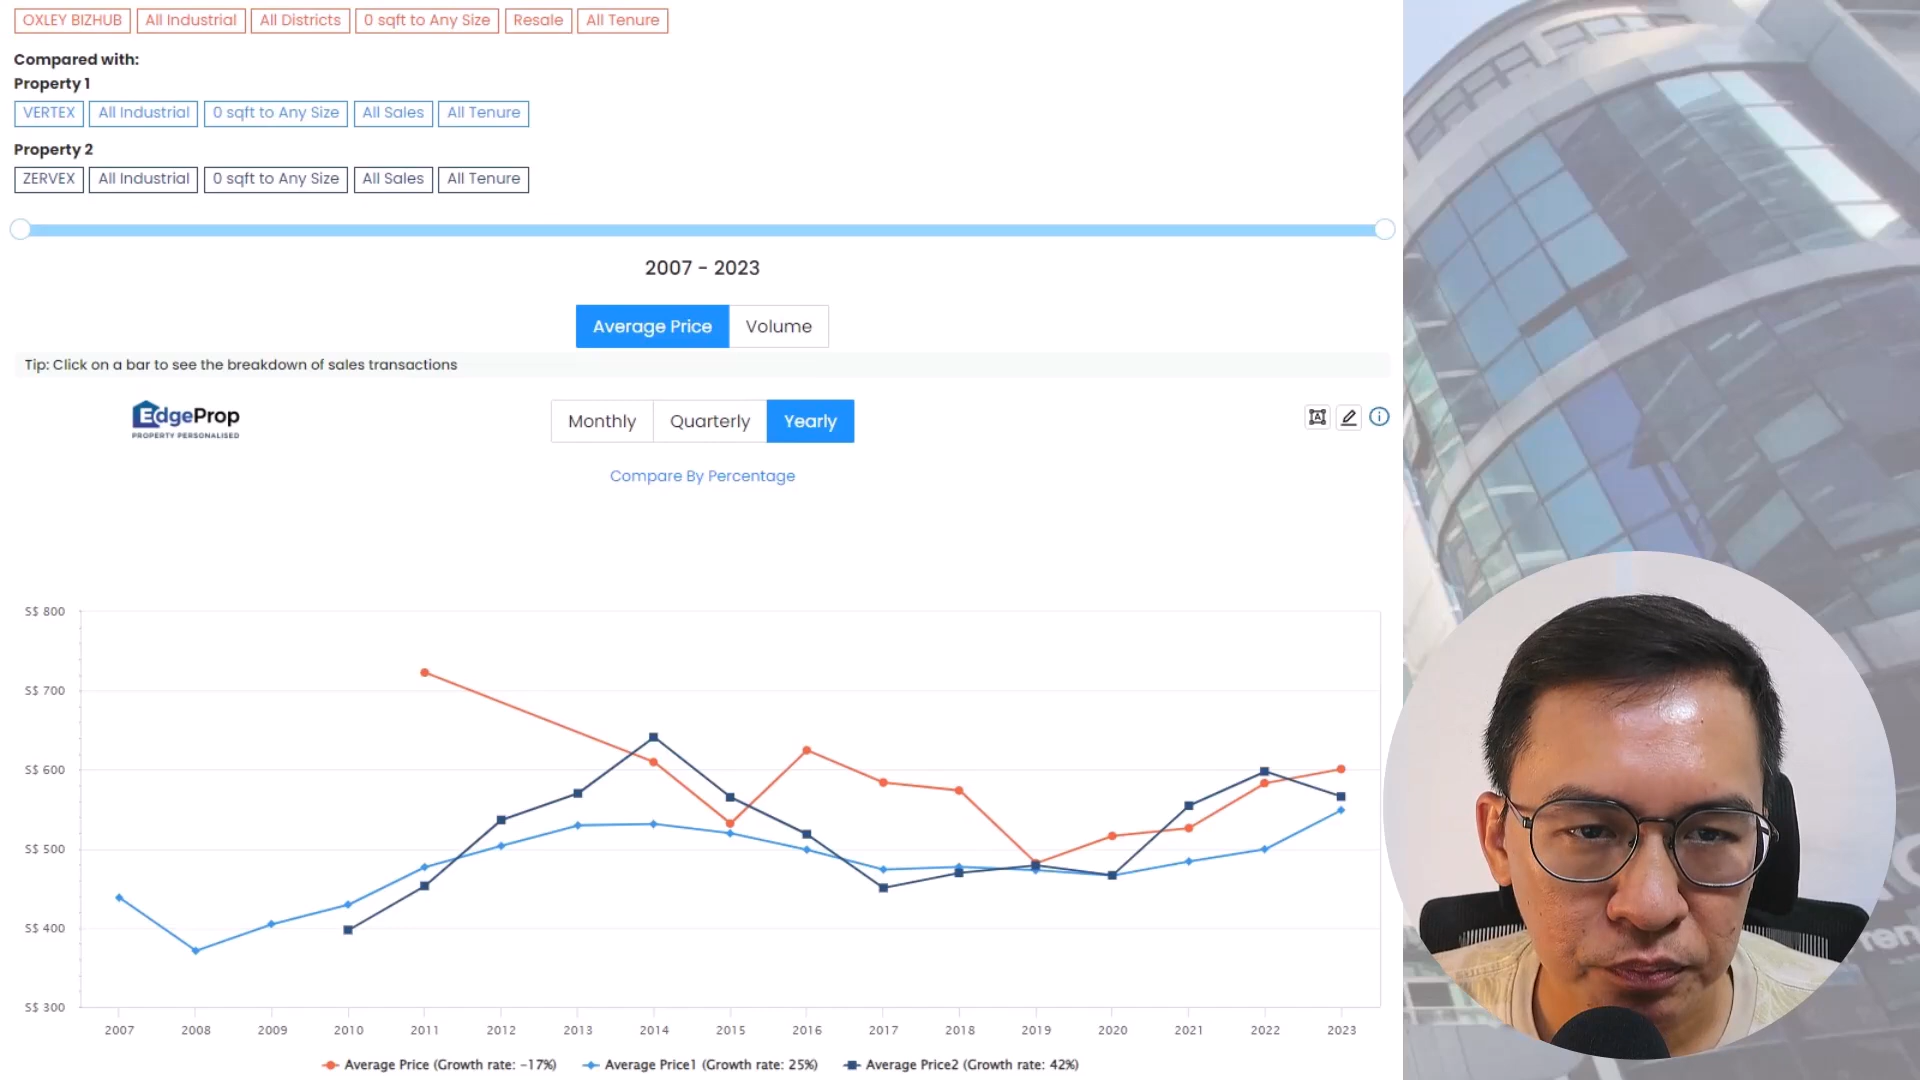 OXLEY BIZHUB All Industrial All Districts 0 sqft to Any Size Resale All Tenure
Compared with:
Property 1
VERTEX All Industrial 0 sqft to Any Size All Sales All Tenure
Property 2
ZERVEX All Industrial 0 sqft to Any Size All Sales All Tenure
2007 - 2023
Average Price Volume
Tip: Click on a bar to see the breakdown of sales transactions
EdgeProp
PROPERTY PERSONALISED
Monthly Quarterly Yearly
Compare By Percentage
S$ 800
S$ 700
S$ 600
S$ 500
S$ 400
S$ 300
2007 2008 2009 2010 2011 2012 2013 2014 2015 2016 2017 2018 2019 2020 2021 2022 2023
Average Price (Growth rate: -17%) Average Price1 (Growth rate: 25%) Average Price2 (Growth rate: 42%)